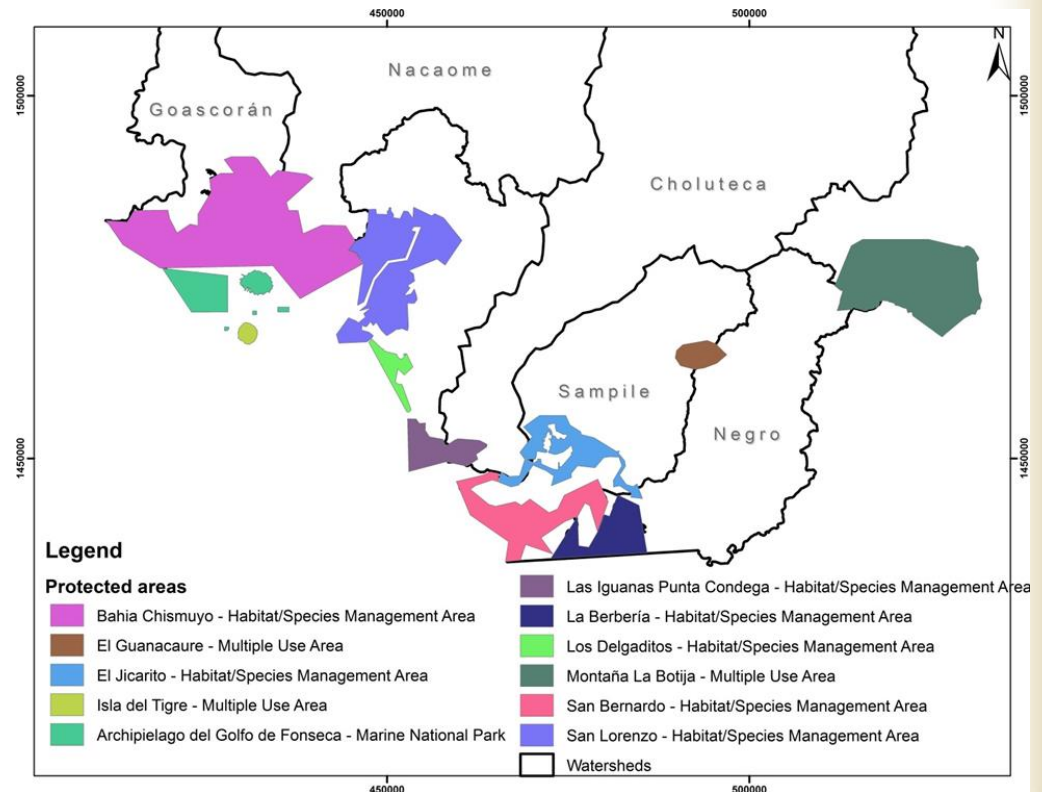 450000
500000
N
1500000
1500000
Nacaome
Goascorán
Choluteca
Sampile
Negro
1450000
1450000
Legend
Protected areas
Bahia Chismuyo - Habitat/Species Management Area
El Guanacaure - Multiple Use Area
El Jicarito - Habitat/Species Management Area
Isla del Tigre - Multiple Use Area
Archipielago del Golfo de Fonseca - Marine National Park
Las Iguanas Punta Condega - Habitat/Species Management Area
La Berbería - Habitat/Species Management Area
Los Delgaditos - Habitat/Species Management Area
Montaña La Botija - Multiple Use Area
San Bernardo - Habitat/Species Management Area
San Lorenzo - Habitat/Species Management Area
Watersheds
450000
500000